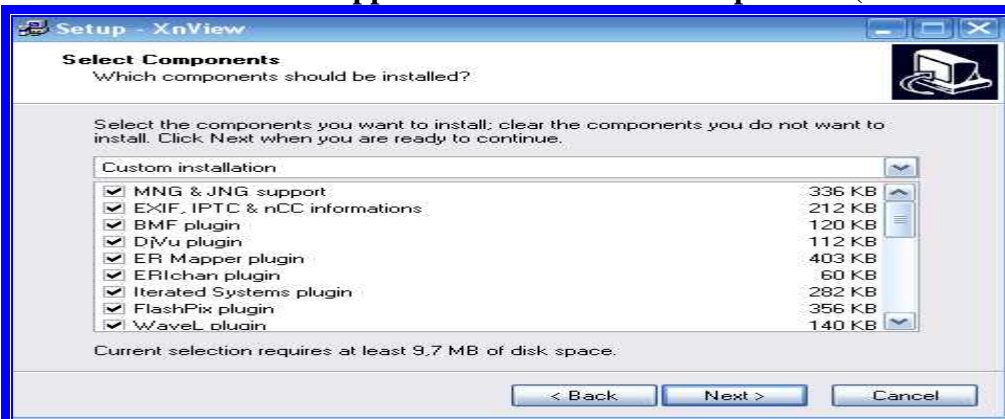 Setup - XnView
Select Components
Which components should be installed?
Select the components you want to install; clear the components you do not want to
install. Click Next when you are ready to continue.
Custom installation
MNG & JNG support 336 KB
EXIF, IPTC & nCC informations 212 KB
BMF plugin 120 KB
DjVu plugin 112 KB
ER Mapper plugin 403 KB
ERIchan plugin 60 KB
Iterated Systems plugin 282 KB
FlashPix plugin 356 KB
WaveL plugin 140 KB
Current selection requires at least 9,7 MB of disk space.
< Back Next > Cancel